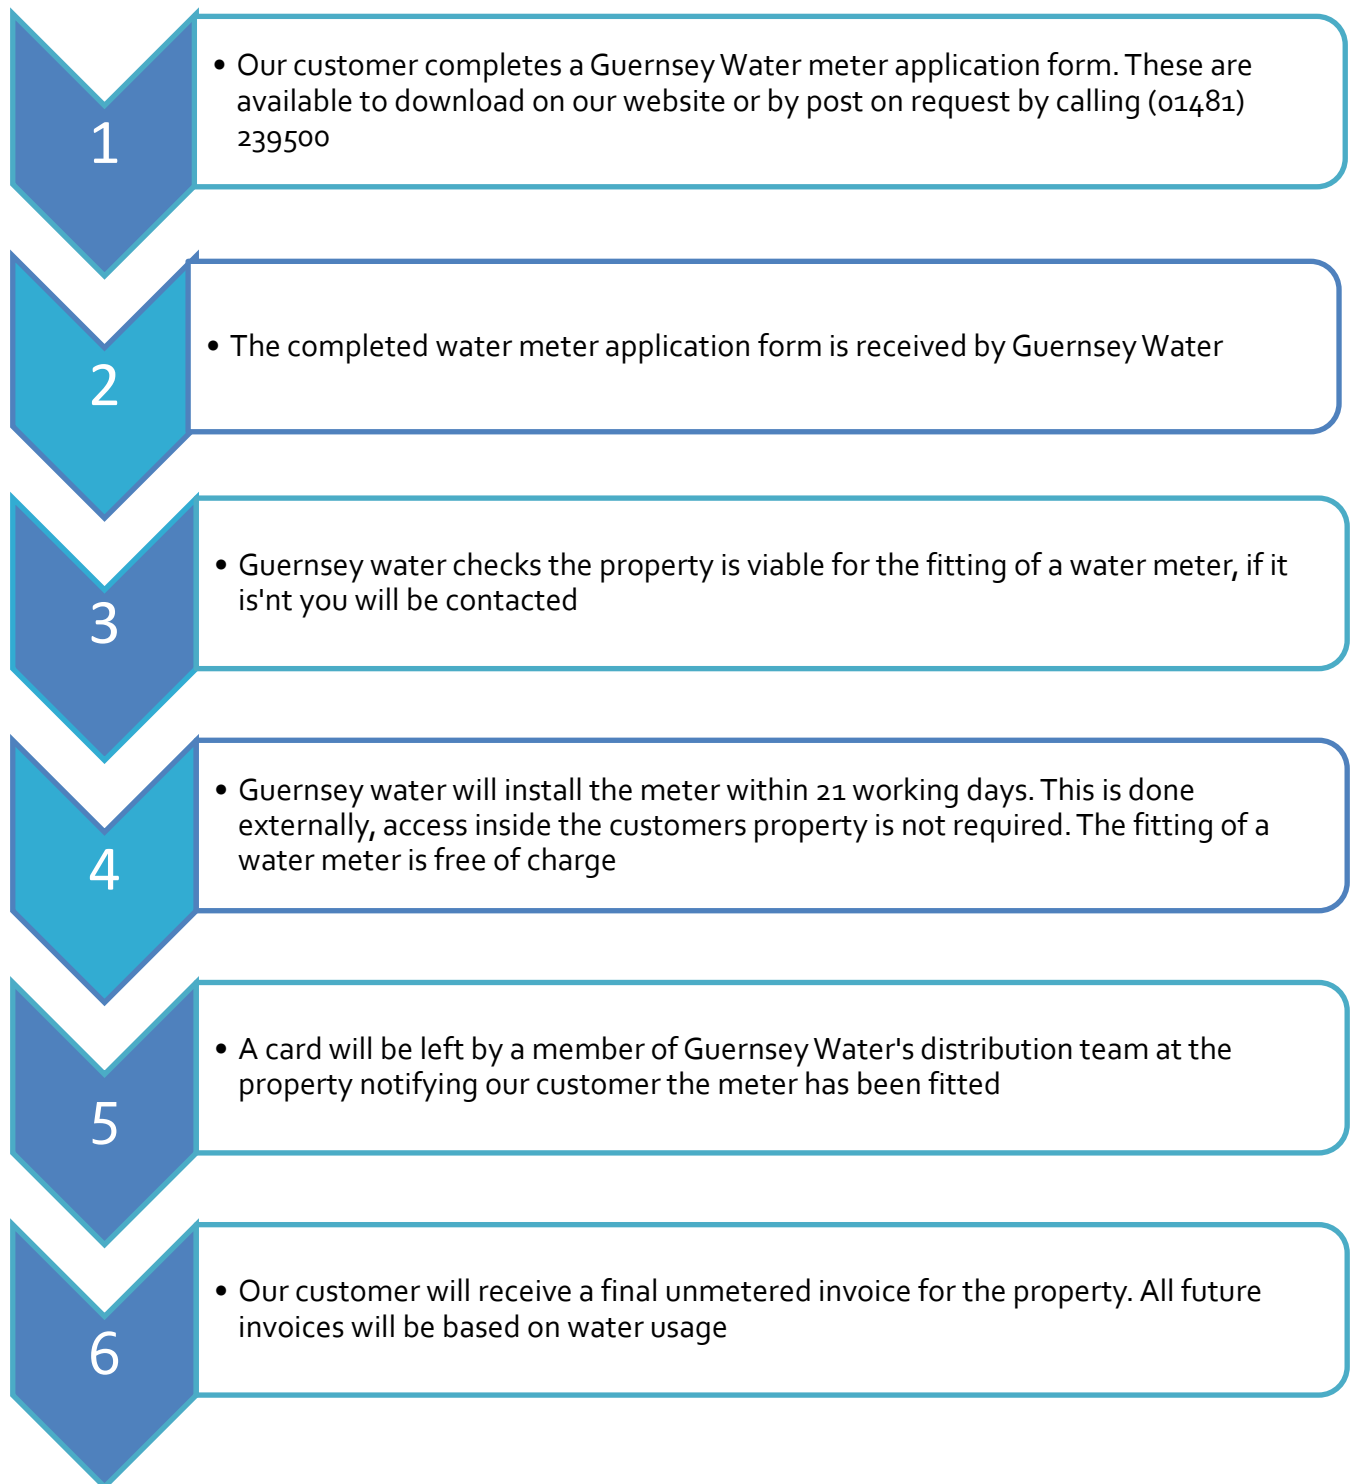 1
• Our customer completes a Guernsey Water meter application form. These are
available to download on our website or by post on request by calling (01481)
239500
2
• The completed water meter application form is received by Guernsey Water
3
• Guernsey water checks the property is viable for the fitting of a water meter, if it
is'nt you will be contacted
4
• Guernsey water will install the meter within 21 working days. This is done
externally, access inside the customers property is not required. The fitting of a
water meter is free of charge
5
• A card will be left by a member of Guernsey Water's distribution team at the
property notifying our customer the meter has been fitted
6
• Our customer will receive a final unmetered invoice for the property. All future
invoices will be based on water usage